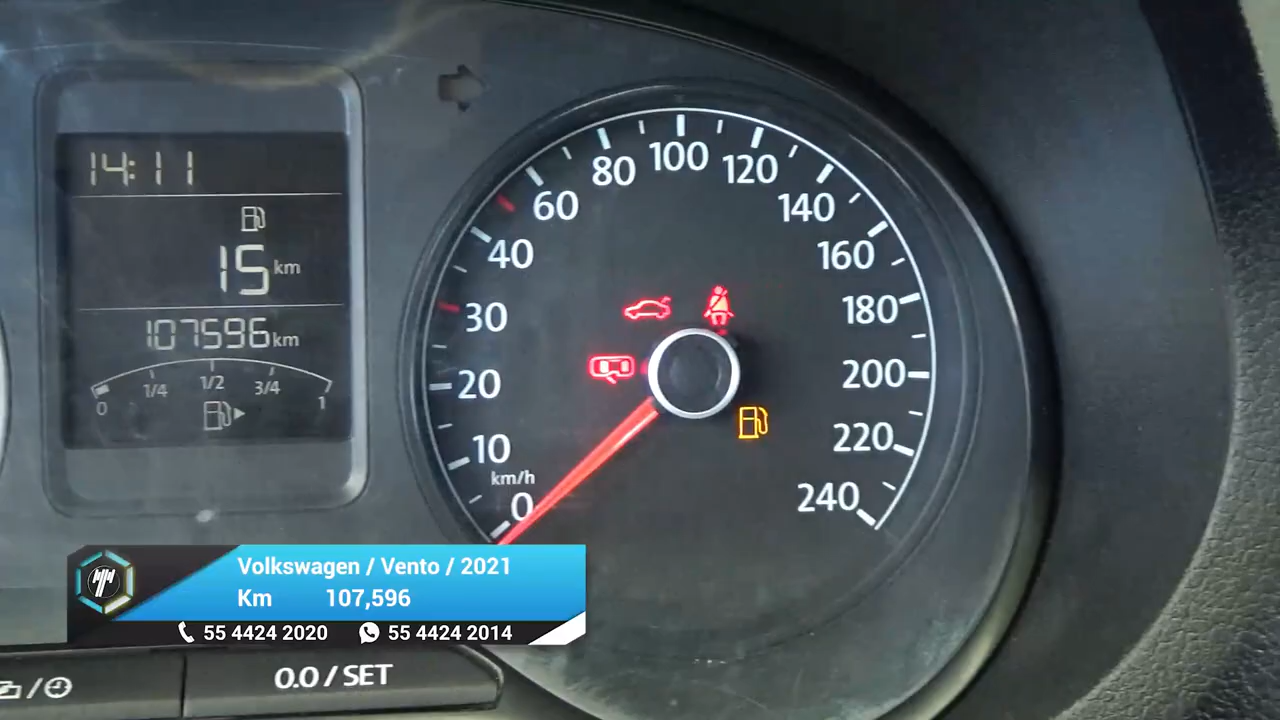 14:11
15 km
107596 km
0 1/4 1/2 3/4 1
0
10
20
30
40
60
80
100
120
140
160
180
200
220
240
km/h
Volkswagen / Vento / 2021
Km 107,596
55 4424 2020 55 4424 2014
0.0 / SET